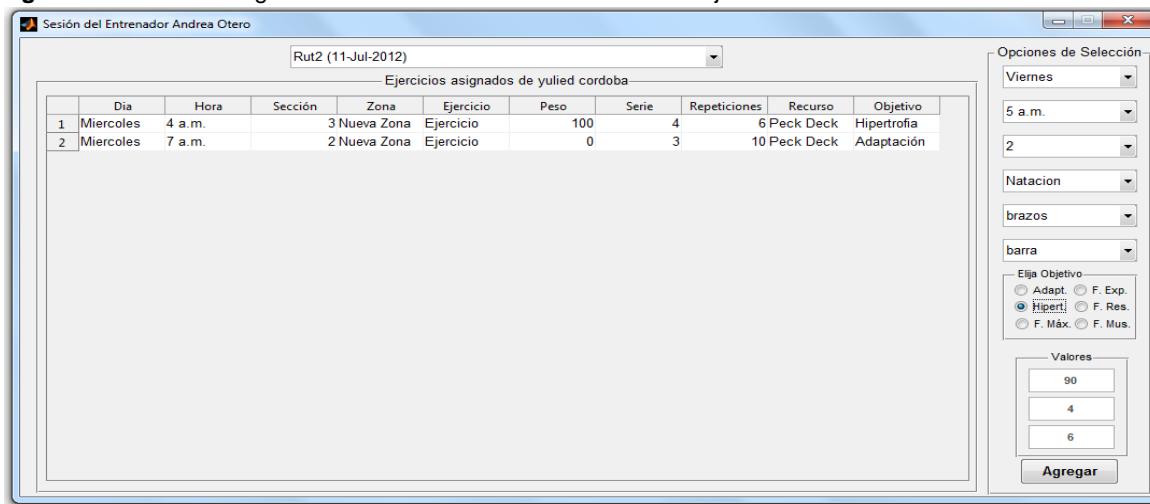 Sesión del Entrenador Andrea Otero
Rut2 (11-Jul-2012)
Ejercicios asignados de yulied cordoba
Dia Hora Sección Zona Ejercicio Peso Serie Repeticiones Recurso Objetivo
1 Miercoles 4 a.m. 3 Nueva Zona Ejercicio 100 4 6 Peck Deck Hipertrofia
2 Miercoles 7 a.m. 2 Nueva Zona Ejercicio 0 3 10 Peck Deck Adaptación
Opciones de Selección
Viernes
5 a.m.
2
Natacion
brazos
barra
Elija Objetivo
Adapt. F. Exp.
Hipert. F. Res.
F. Máx. F. Mus.
Valores
90
4
6
Agregar